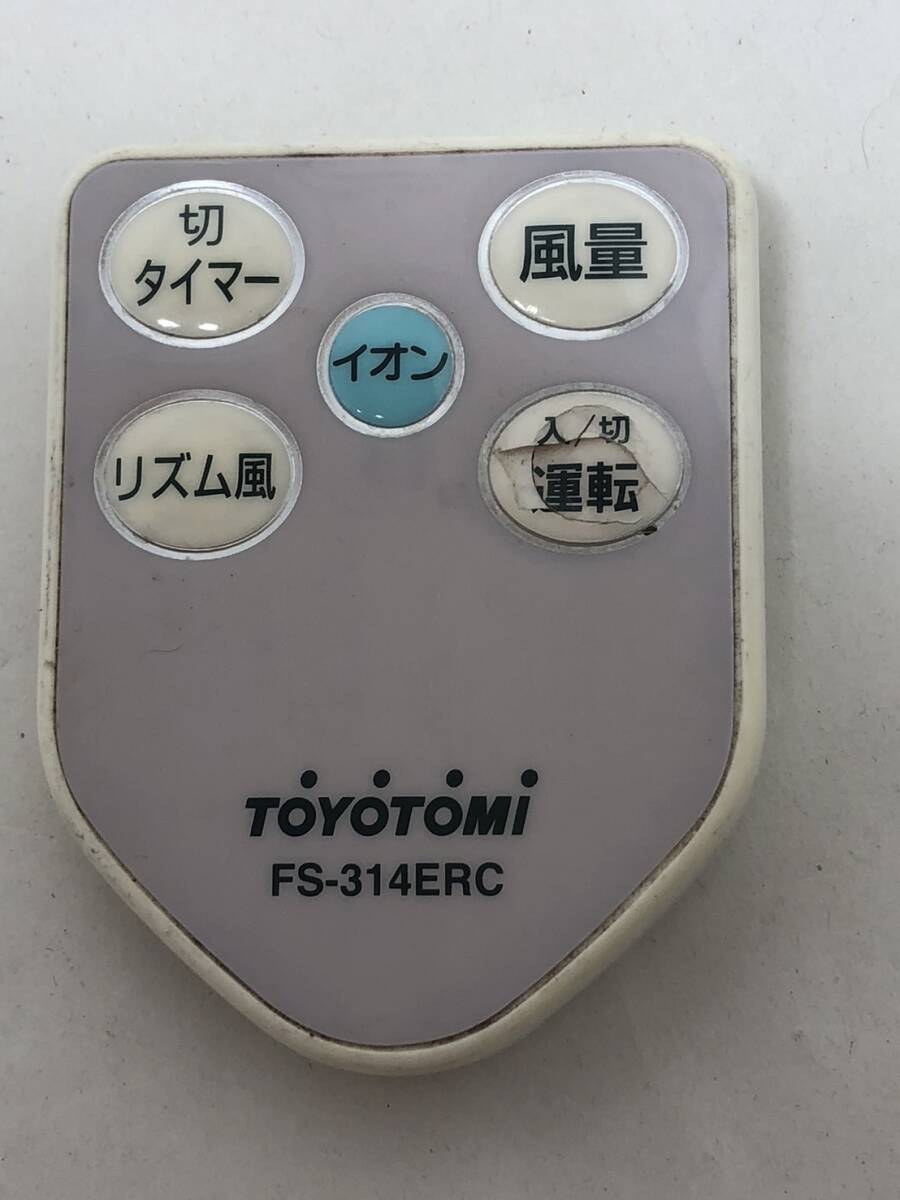 切
タイマー
風量
イオン
リズム風
入/切
運転
TOYOTOMI
FS-314ERC